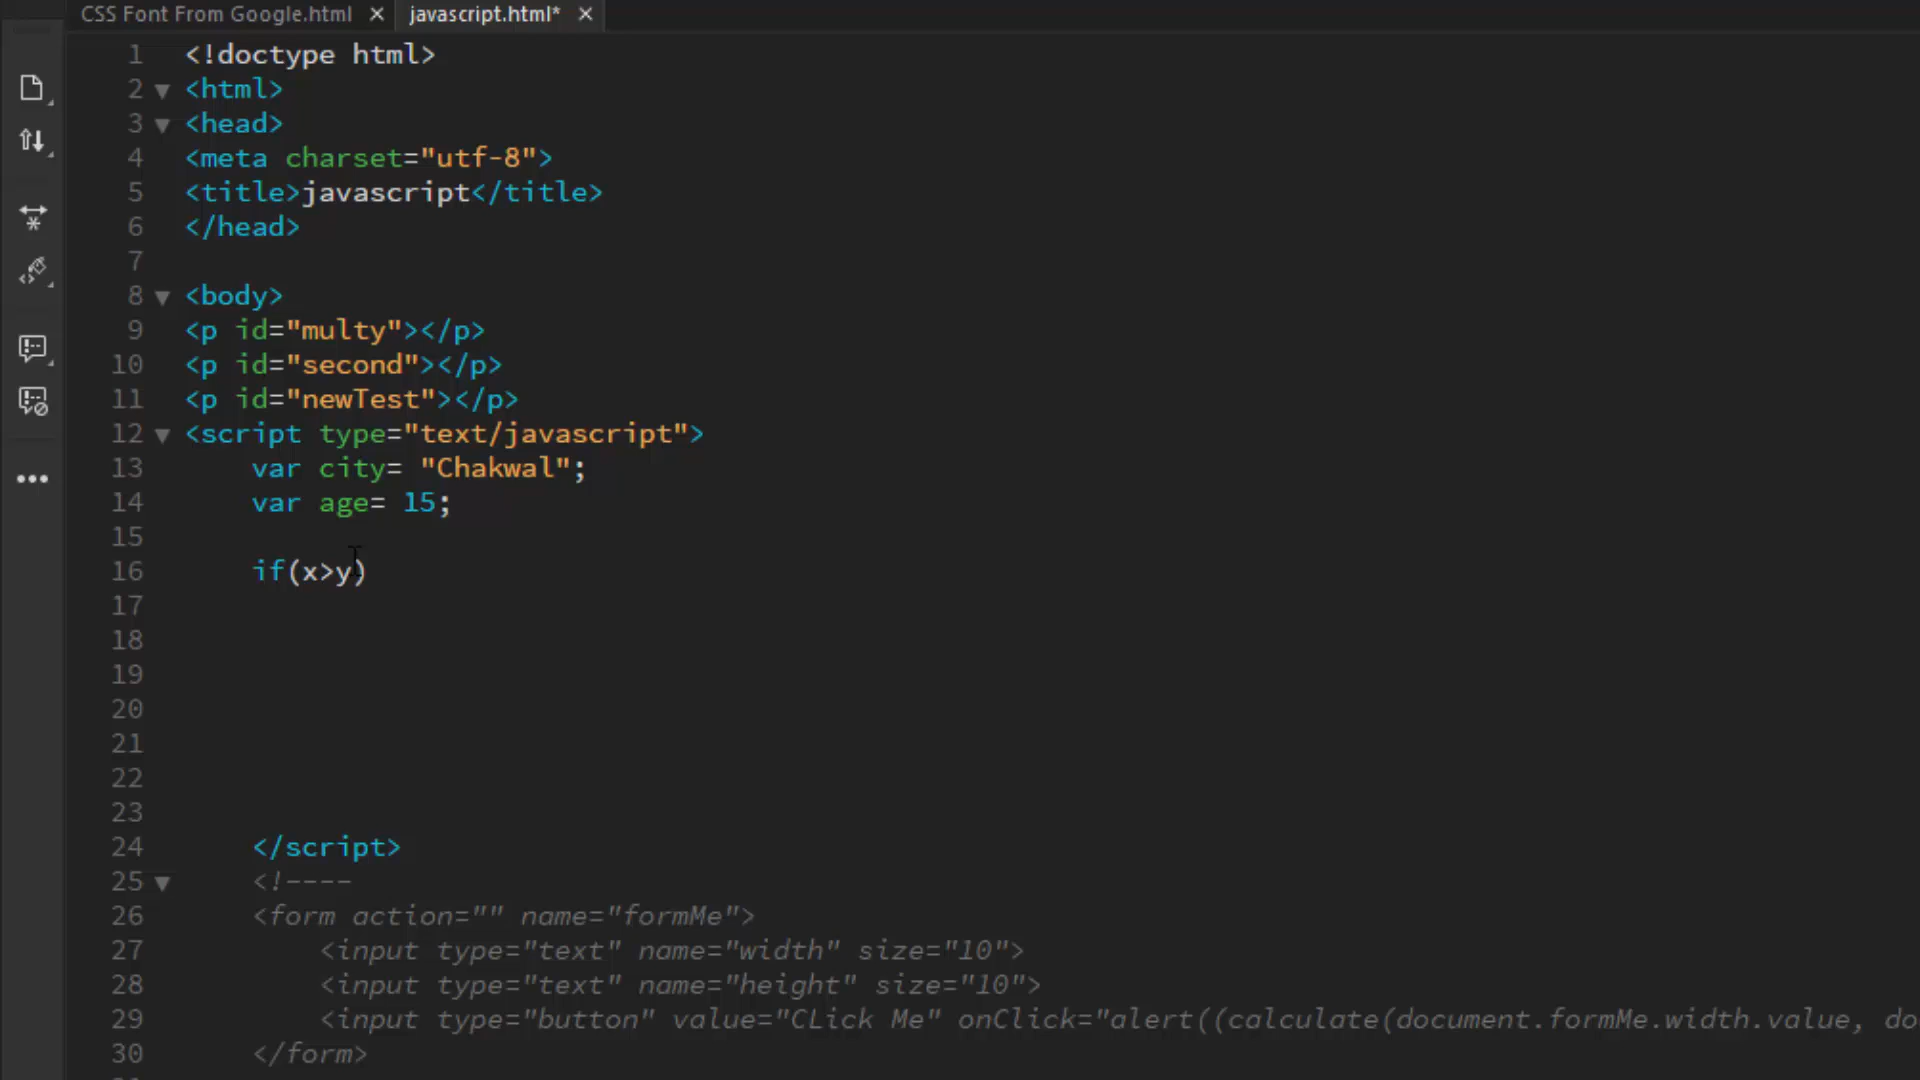 CSS Font From Google.html × javascript.html* ×
1 <!doctype html>
2 ▼ <html>
3 ▼ <head>
4 <meta charset="utf-8">
5 <title>javascript</title>
6 </head>
7
8 ▼ <body>
9 <p id="multy"></p>
10 <p id="second"></p>
11 <p id="newTest"></p>
12 ▼ <script type="text/javascript">
13 var city= "Chakwal";
14 var age= 15;
15
16 if(x>y)
17
18
19
20
21
22
23
24 </script>
25 ▼ <!----
26 <form action="" name="formMe">
27 <input type="text" name="width" size="10">
28 <input type="text" name="height" size="10">
29 <input type="button" value="CLick Me" onClick="alert((calculate(document.formMe.width.value, do
30 </form>